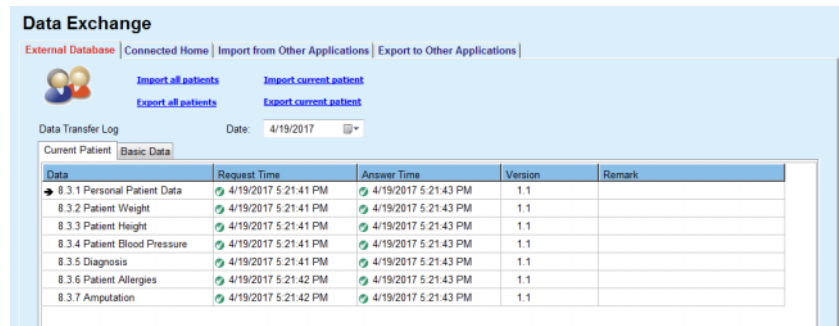 Data Exchange
External Database Connected Home Import from Other Applications Export to Other Applications
Import all patients Import current patient
Export all patients Export current patient
Data Transfer Log Date: 4/19/2017
Current Patient Basic Data
Data Request Time Answer Time Version Remark
8.3.1 Personal Patient Data 4/19/2017 5:21:41 PM 4/19/2017 5:21:43 PM 1.1
8.3.2 Patient Weight 4/19/2017 5:21:41 PM 4/19/2017 5:21:43 PM 1.1
8.3.3 Patient Height 4/19/2017 5:21:41 PM 4/19/2017 5:21:43 PM 1.1
8.3.4 Patient Blood Pressure 4/19/2017 5:21:41 PM 4/19/2017 5:21:43 PM 1.1
8.3.5 Diagnosis 4/19/2017 5:21:41 PM 4/19/2017 5:21:43 PM 1.1
8.3.6 Patient Allergies 4/19/2017 5:21:42 PM 4/19/2017 5:21:43 PM 1.1
8.3.7 Amputation 4/19/2017 5:21:42 PM 4/19/2017 5:21:43 PM 1.1